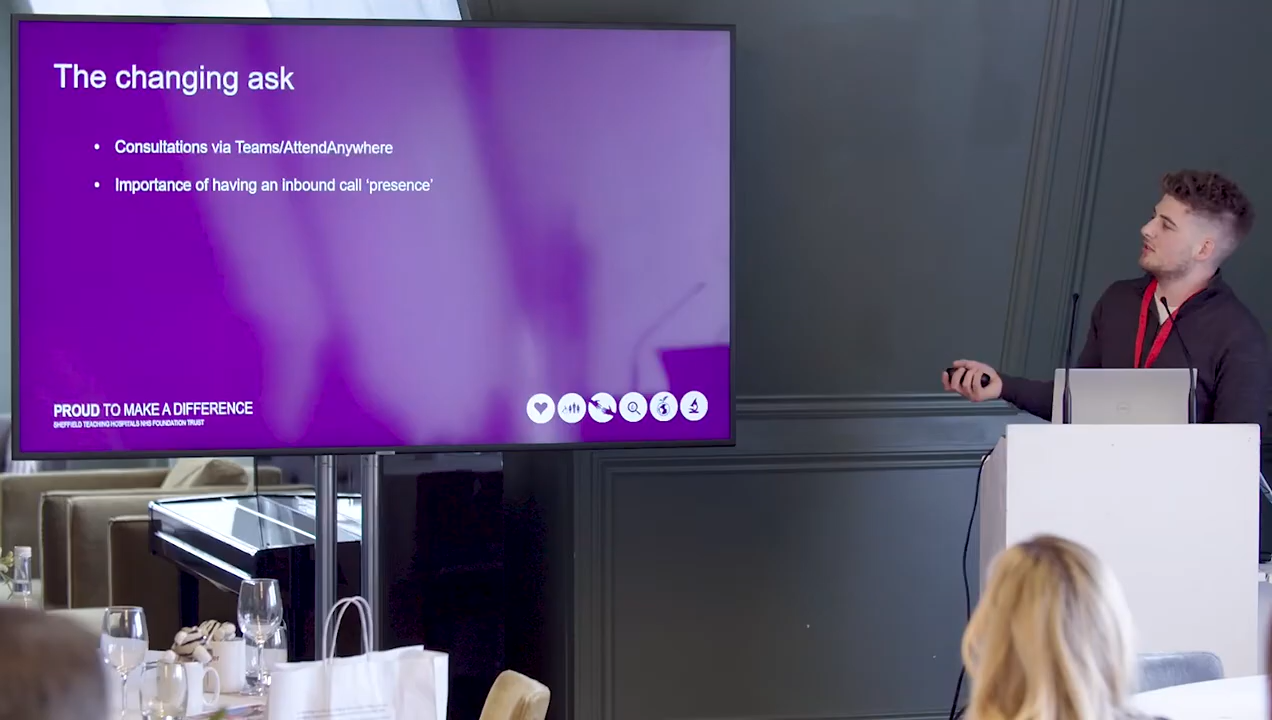 The changing ask
• Consultations via Teams/AttendAnywhere
• Importance of having an inbound call ‘presence’
PROUD TO MAKE A DIFFERENCE
SHEFFIELD TEACHING HOSPITALS NHS FOUNDATION TRUST